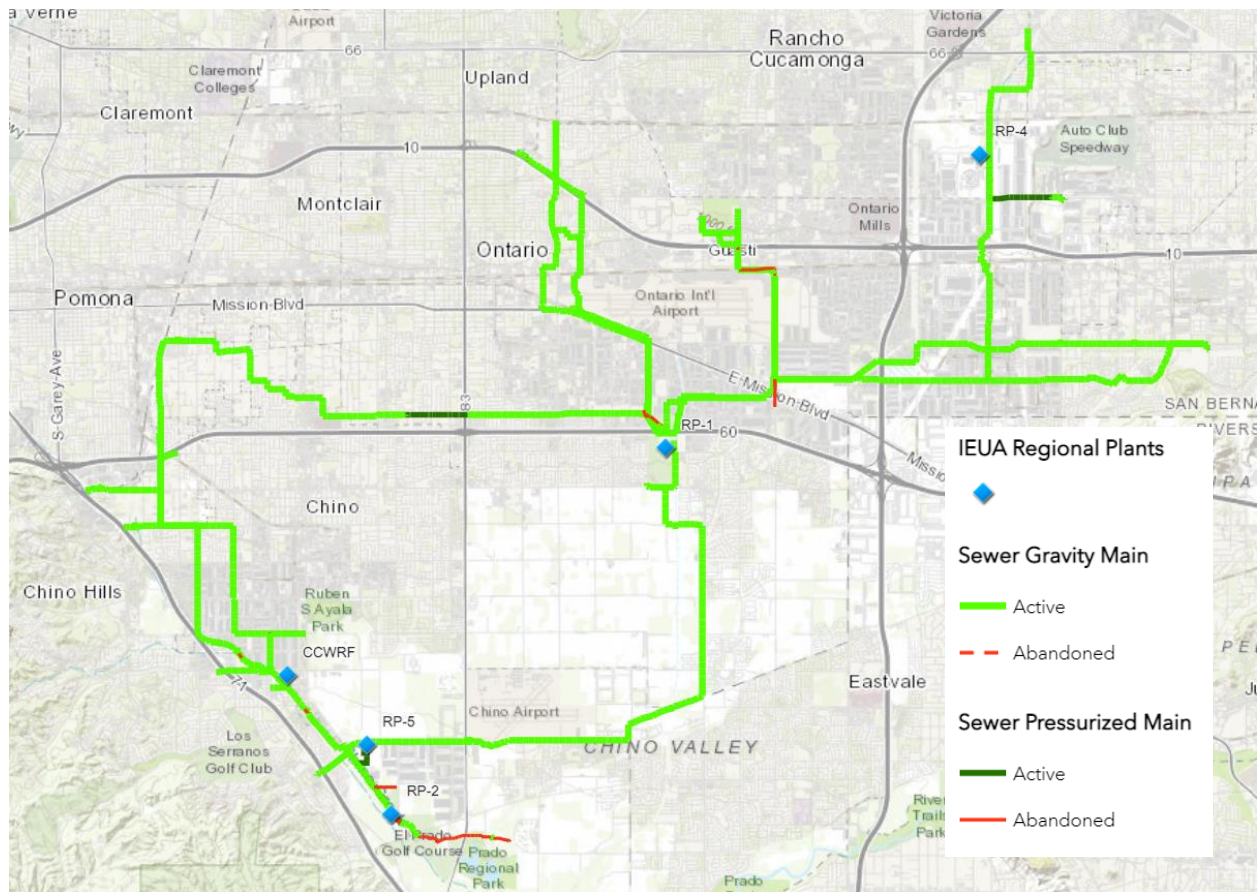 a Verne
Airport
Victoria
Gardens
66
66
Rancho
Cucamonga
Claremont
Colleges
Upland
Claremont
RP-4
Auto Club
Speedway
10
Montclair
Ontario
Mills
Ontario
Guasti
10
Pomona
Mission-Blvd
Ontario Int'l
Airport
S-Garey-Ave
E-Mission-Blvd
83
SAN BERNA
RIVERS
RP-1
60
Mission
IEUA Regional Plants
Sewer Gravity Main
Active
Abandoned
Sewer Pressurized Main
Active
Abandoned
IPA
Chino
Chino Hills
Ruben
S Ayala
Park
CCWRF
71
PE
Ju
Eastvale
Chino Airport
RP-5
CHINO VALLEY
Los
Serranos
Golf Club
RP-2
El Prado
Golf Course
Prado
Regional
Park
River
Trails
Park
Prado